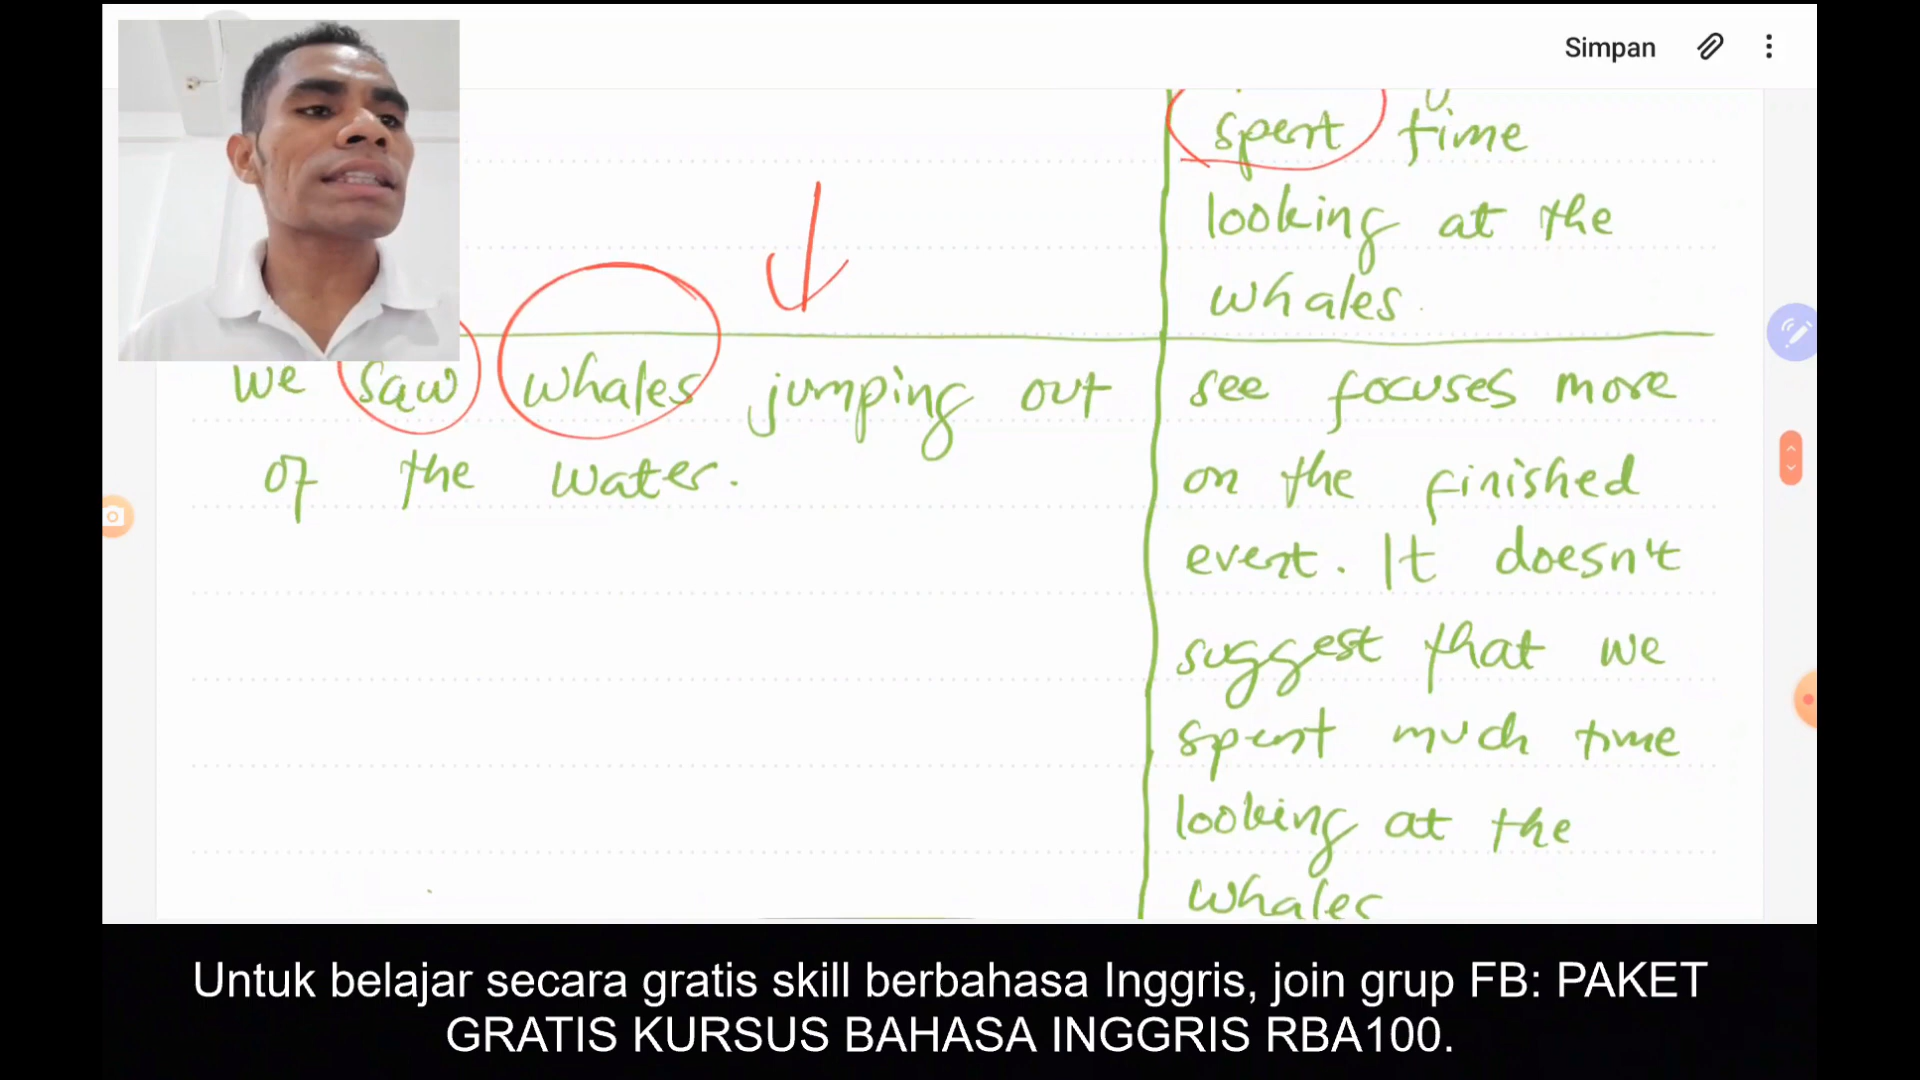 Simpan
spent time
looking at the
whales.
we saw whales jumping out
of the water.
see focuses more
on the finished
event. It doesn't
suggest that we
spent much time
looking at the
whales
Untuk belajar secara gratis skill berbahasa Inggris, join grup FB: PAKET
GRATIS KURSUS BAHASA INGGRIS RBA100.